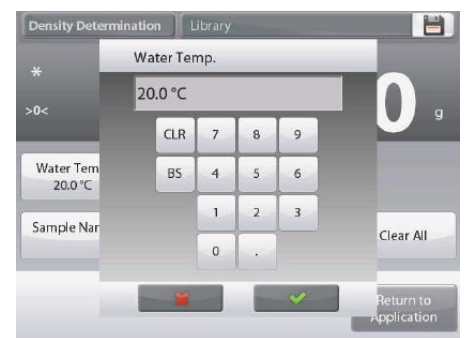 Density Determination Library
Water Temp.
*
20.0 °C
>0<
0 g
CLR 7 8 9
Water Tem
20.0 °C
BS 4 5 6
1 2 3
Sample Nar
Clear All
0 .
Return to
Application